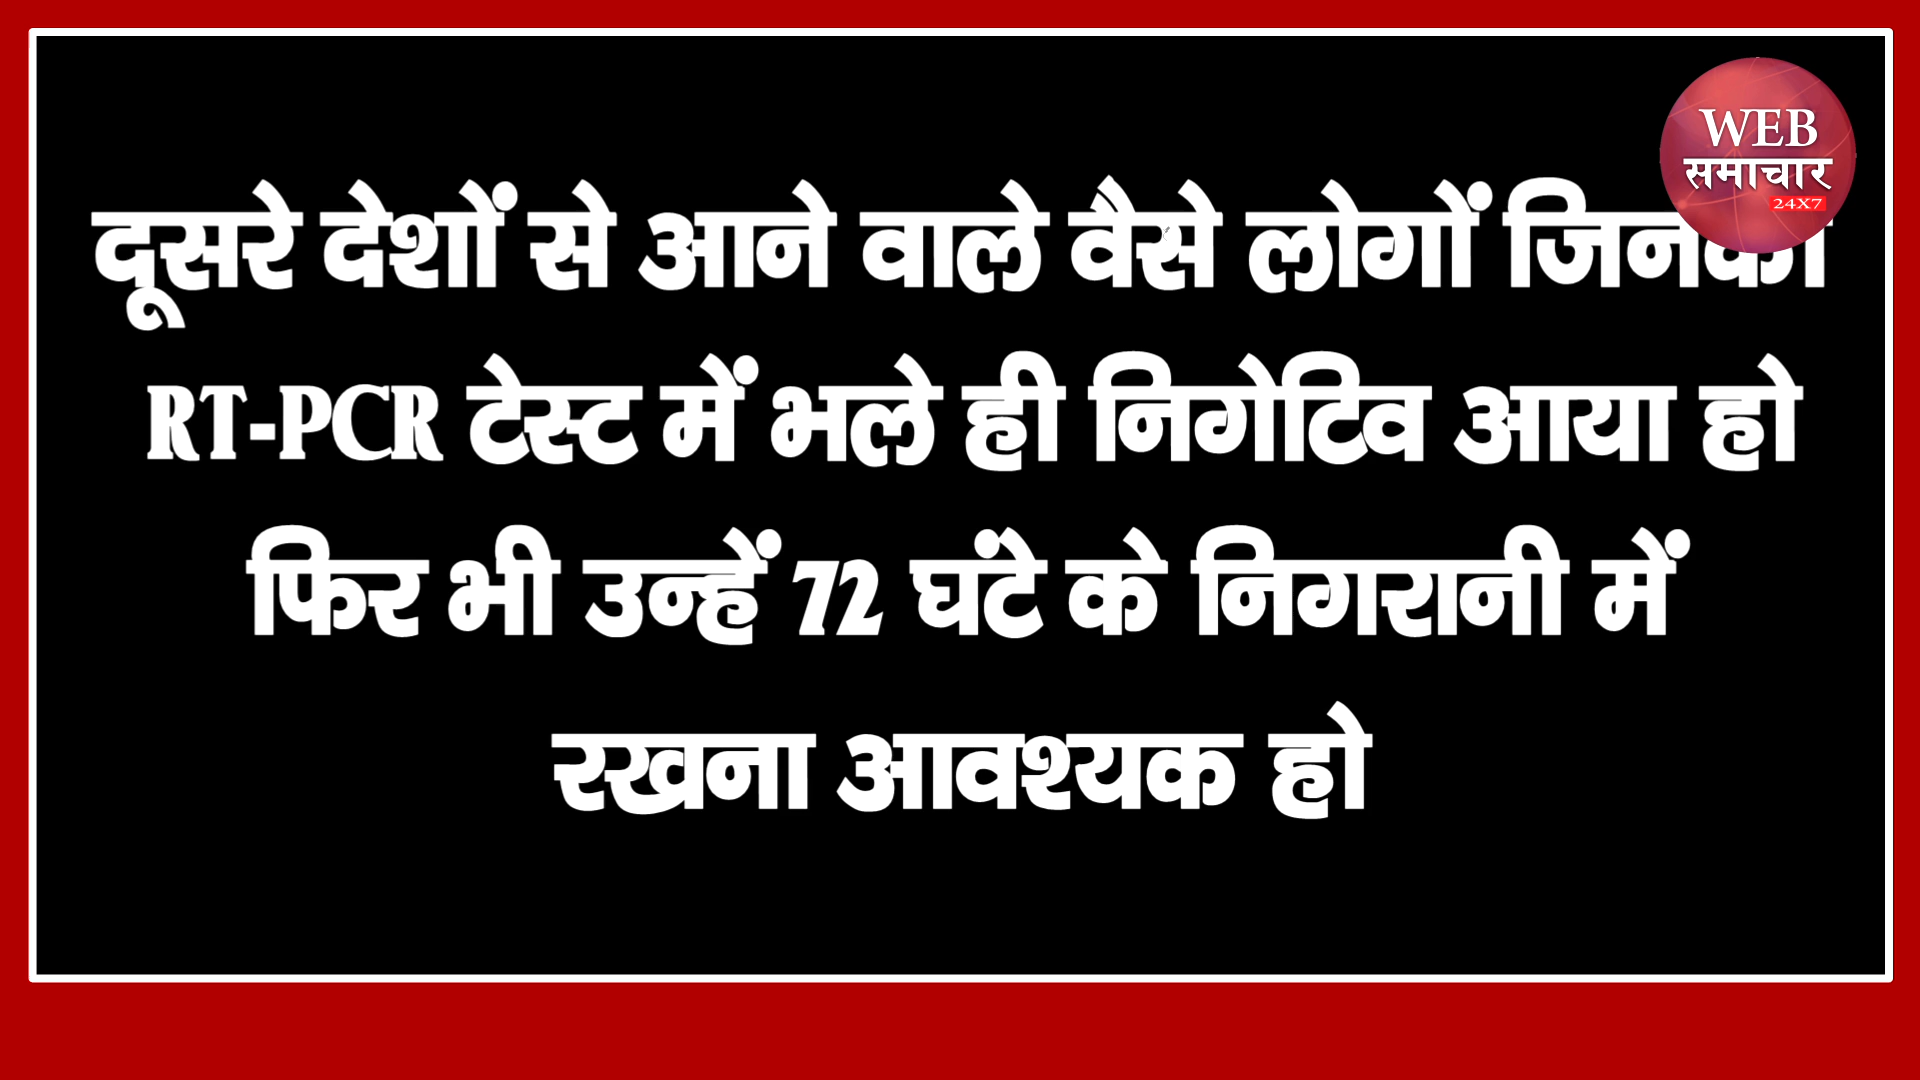 WEB
समाचार
24X7
दूसरे देशों से आने वाले वैसे लोगों जिनका
RT-PCR टेस्ट में भले ही निगेटिव आया हो
फिर भी उन्हें 72 घंटे के निगरानी में
रखना आवश्यक हो